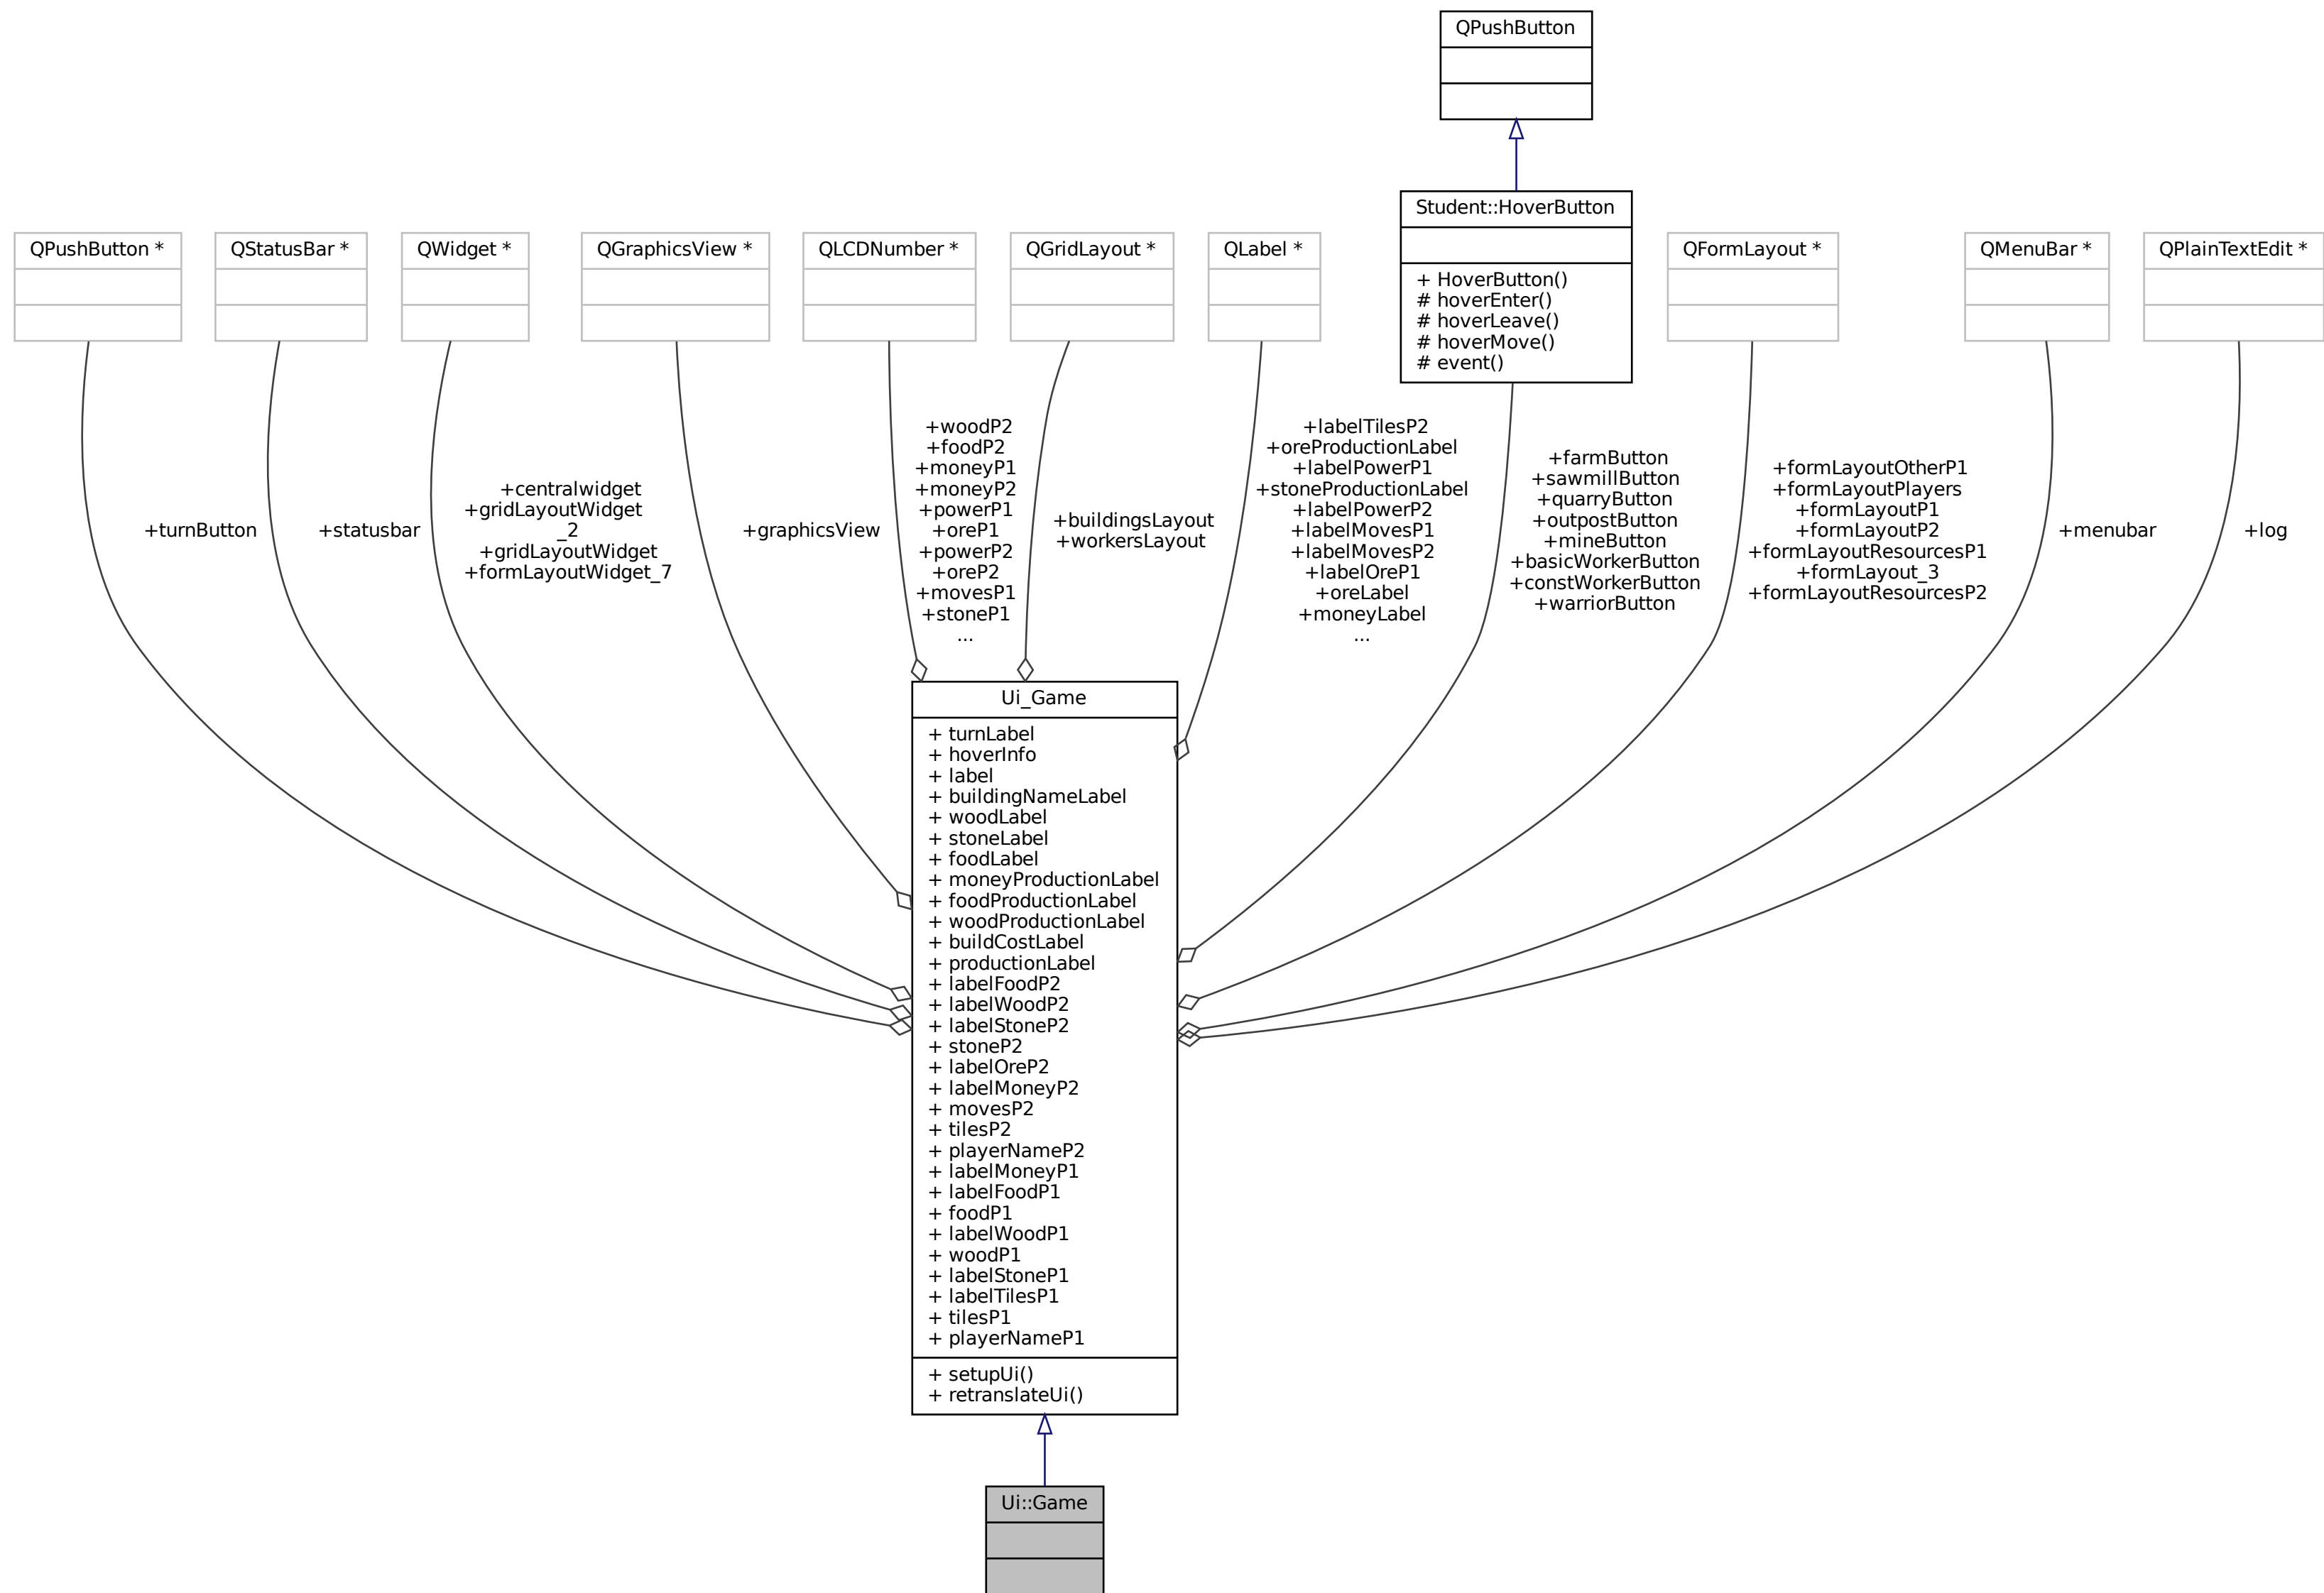 QPushButton
Student::HoverButton
+ HoverButton()
# hoverEnter()
# hoverLeave()
# hoverMove()
# event()
QPushButton *
QStatusBar *
QWidget *
QGraphicsView *
QLCDNumber *
QGridLayout *
QLabel *
QFormLayout *
QMenuBar *
QPlainTextEdit *
+turnButton
+statusbar
+centralwidget
+gridLayoutWidget
_2
+gridLayoutWidget
+formLayoutWidget_7
+graphicsView
+woodP2
+foodP2
+moneyP1
+moneyP2
+powerP1
+oreP1
+powerP2
+oreP2
+movesP1
+stoneP1
...
+buildingsLayout
+workersLayout
+labelTilesP2
+oreProductionLabel
+labelPowerP1
+stoneProductionLabel
+labelPowerP2
+labelMovesP1
+labelMovesP2
+labelOreP1
+oreLabel
+moneyLabel
...
+farmButton
+sawmillButton
+quarryButton
+outpostButton
+mineButton
+basicWorkerButton
+constWorkerButton
+warriorButton
+formLayoutOtherP1
+formLayoutPlayers
+formLayoutP1
+formLayoutP2
+formLayoutResourcesP1
+formLayout_3
+formLayoutResourcesP2
+menubar
+log
Ui_Game
+ turnLabel
+ hoverInfo
+ label
+ buildingNameLabel
+ woodLabel
+ stoneLabel
+ foodLabel
+ moneyProductionLabel
+ foodProductionLabel
+ woodProductionLabel
+ buildCostLabel
+ productionLabel
+ labelFoodP2
+ labelWoodP2
+ labelStoneP2
+ stoneP2
+ labelOreP2
+ labelMoneyP2
+ movesP2
+ tilesP2
+ playerNameP2
+ labelMoneyP1
+ labelFoodP1
+ foodP1
+ labelWoodP1
+ woodP1
+ labelStoneP1
+ labelTilesP1
+ tilesP1
+ playerNameP1
+ setupUi()
+ retranslateUi()
Ui::Game